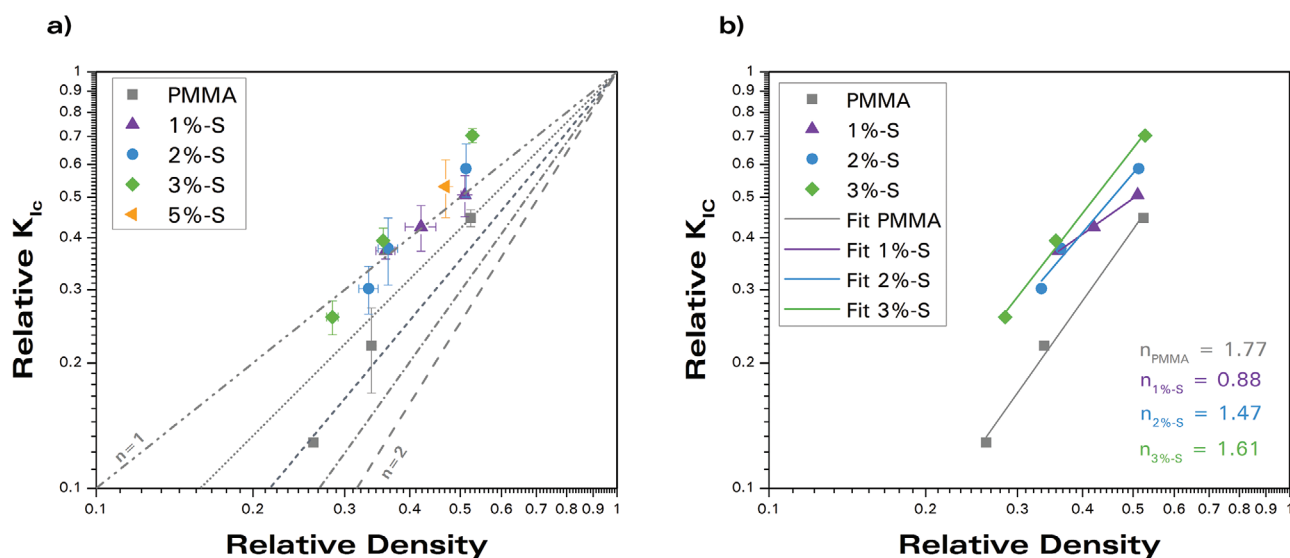 a)
Relative K_Ic
1
0.9
0.8
0.7
0.6
0.5
0.4
0.3
0.2
0.1
PMMA
1%-S
2%-S
3%-S
5%-S
n=1
n=2
0.1
0.2
0.3
0.4
0.5
0.6
0.7
0.8
0.9
1
Relative Density
b)
Relative K_IC
1
0.9
0.8
0.7
0.6
0.5
0.4
0.3
0.2
0.1
PMMA
1%-S
2%-S
3%-S
Fit PMMA
Fit 1%-S
Fit 2%-S
Fit 3%-S
n_PMMA = 1.77
n_1%-S = 0.88
n_2%-S = 1.47
n_3%-S = 1.61
0.1
0.2
0.3
0.4
0.5
0.6
0.7
0.8
0.9
1
Relative Density